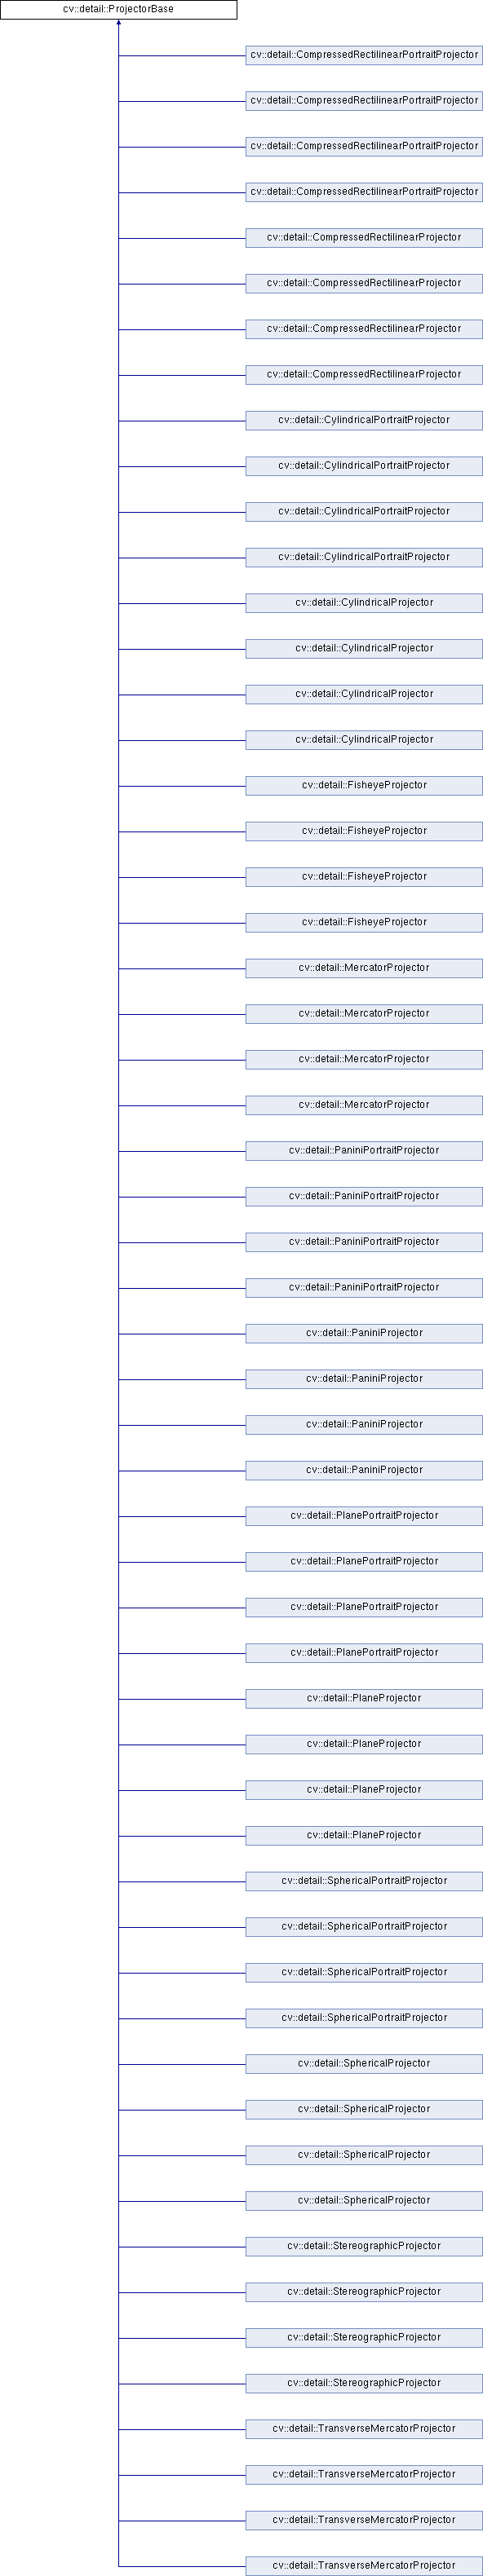 cv::detail::ProjectorBase
cv::detail::CompressedRectilinearPortraitProjector
cv::detail::CompressedRectilinearPortraitProjector
cv::detail::CompressedRectilinearPortraitProjector
cv::detail::CompressedRectilinearPortraitProjector
cv::detail::CompressedRectilinearProjector
cv::detail::CompressedRectilinearProjector
cv::detail::CompressedRectilinearProjector
cv::detail::CompressedRectilinearProjector
cv::detail::CylindricalPortraitProjector
cv::detail::CylindricalPortraitProjector
cv::detail::CylindricalPortraitProjector
cv::detail::CylindricalPortraitProjector
cv::detail::CylindricalProjector
cv::detail::CylindricalProjector
cv::detail::CylindricalProjector
cv::detail::CylindricalProjector
cv::detail::FisheyeProjector
cv::detail::FisheyeProjector
cv::detail::FisheyeProjector
cv::detail::FisheyeProjector
cv::detail::MercatorProjector
cv::detail::MercatorProjector
cv::detail::MercatorProjector
cv::detail::MercatorProjector
cv::detail::PaniniPortraitProjector
cv::detail::PaniniPortraitProjector
cv::detail::PaniniPortraitProjector
cv::detail::PaniniPortraitProjector
cv::detail::PaniniProjector
cv::detail::PaniniProjector
cv::detail::PaniniProjector
cv::detail::PaniniProjector
cv::detail::PlanePortraitProjector
cv::detail::PlanePortraitProjector
cv::detail::PlanePortraitProjector
cv::detail::PlanePortraitProjector
cv::detail::PlaneProjector
cv::detail::PlaneProjector
cv::detail::PlaneProjector
cv::detail::PlaneProjector
cv::detail::SphericalPortraitProjector
cv::detail::SphericalPortraitProjector
cv::detail::SphericalPortraitProjector
cv::detail::SphericalPortraitProjector
cv::detail::SphericalProjector
cv::detail::SphericalProjector
cv::detail::SphericalProjector
cv::detail::SphericalProjector
cv::detail::StereographicProjector
cv::detail::StereographicProjector
cv::detail::StereographicProjector
cv::detail::StereographicProjector
cv::detail::TransverseMercatorProjector
cv::detail::TransverseMercatorProjector
cv::detail::TransverseMercatorProjector
cv::detail::TransverseMercatorProjector